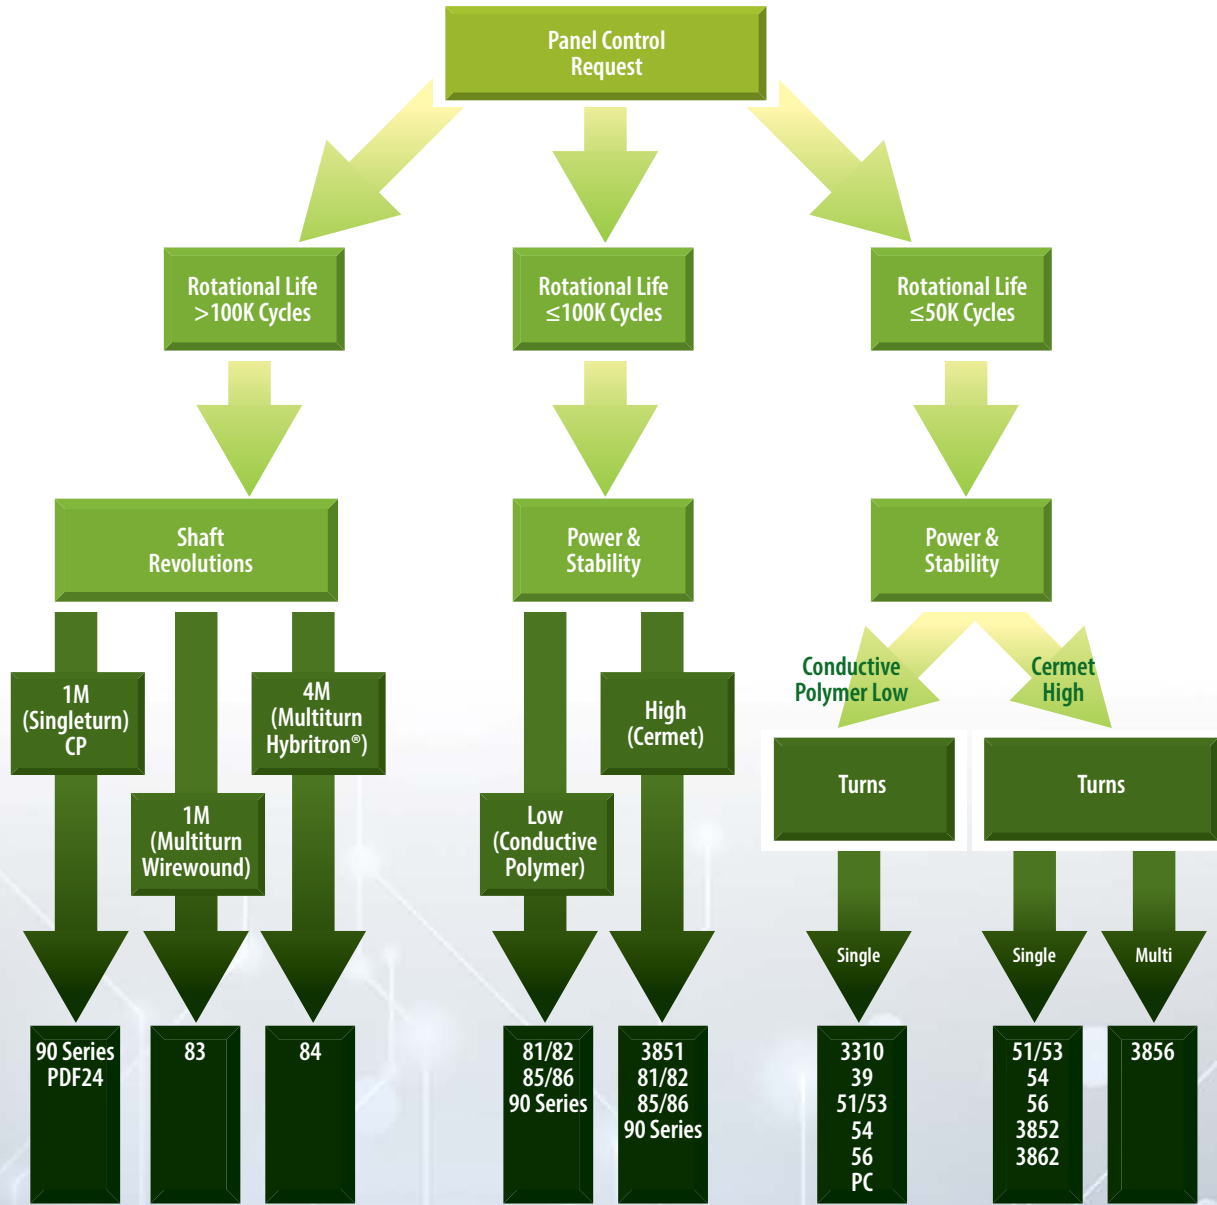 Panel Control
Request
Rotational Life
>100K Cycles
Rotational Life
≤100K Cycles
Rotational Life
≤50K Cycles
Shaft
Revolutions
Power &
Stability
Power &
Stability
1M
(Singleturn)
CP
1M
(Multiturn
Wirewound)
4M
(Multiturn
Hybritron®)
Low
(Conductive
Polymer)
High
(Cermet)
Conductive
Polymer Low
Cermet
High
Turns
Turns
Single
Single
Multi
90 Series
PDF24
83
84
81/82
85/86
90 Series
3851
81/82
85/86
90 Series
3310
39
51/53
54
56
PC
51/53
54
56
3852
3862
3856